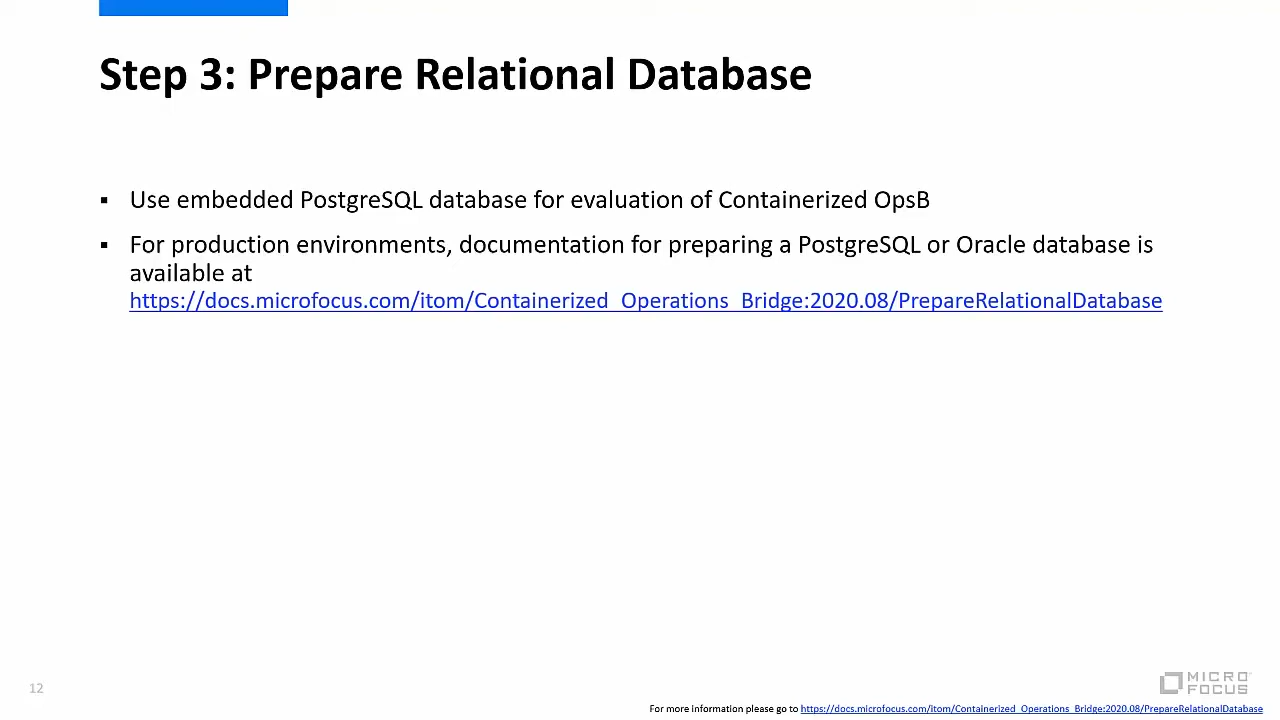 Step 3: Prepare Relational Database
▪ Use embedded PostgreSQL database for evaluation of Containerized OpsB
▪ For production environments, documentation for preparing a PostgreSQL or Oracle database is
available at
https://docs.microfocus.com/itom/Containerized_Operations_Bridge:2020.08/PrepareRelationalDatabase
12
MICRO
FOCUS
For more information please go to https://docs.microfocus.com/itom/Containerized_Operations_Bridge:2020.08/PrepareRelationalDatabase